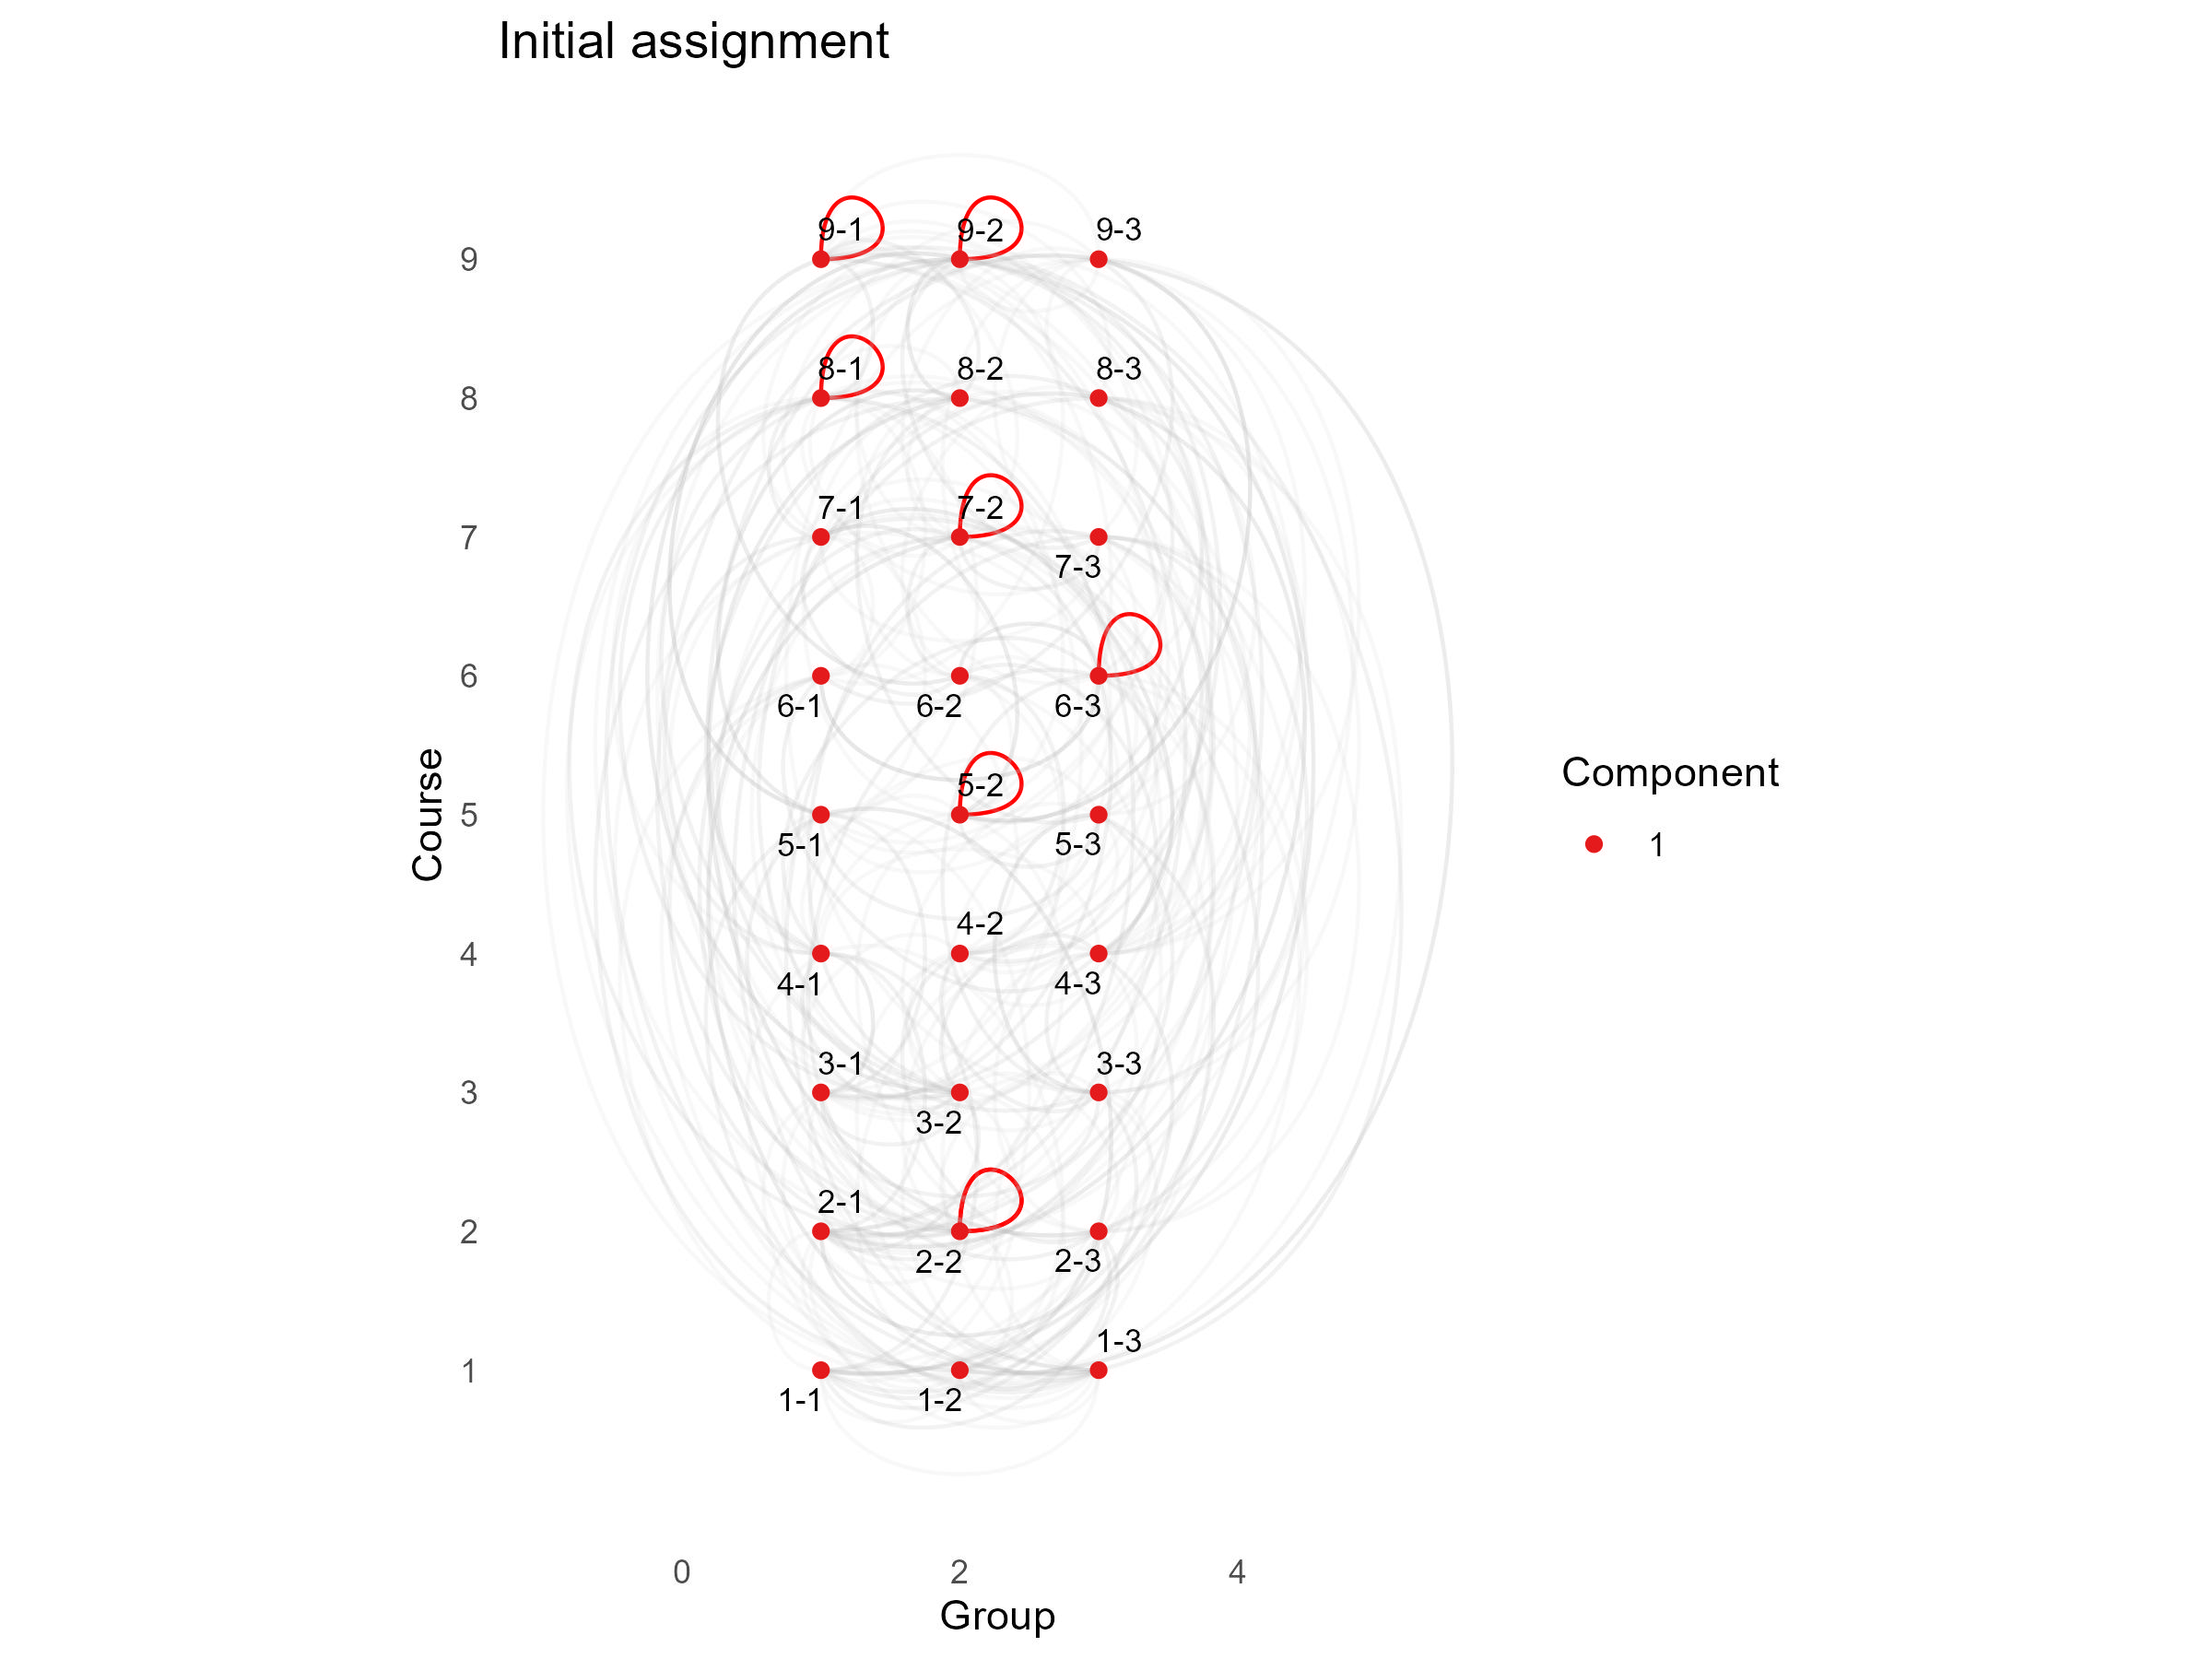 Initial assignment
9-1 9-2 9-3
9
8-1 8-2 8-3
8
7-1 7-2
7
7-3
6
6-1 6-2 6-3
5-2
5
5-1 5-3
4-2
4
4-1 4-3
3-1 3-3
3
3-2
2-1
2
2-2 2-3
1-3
1
1-1 1-2
Course
0 2 4
Group
Component
1